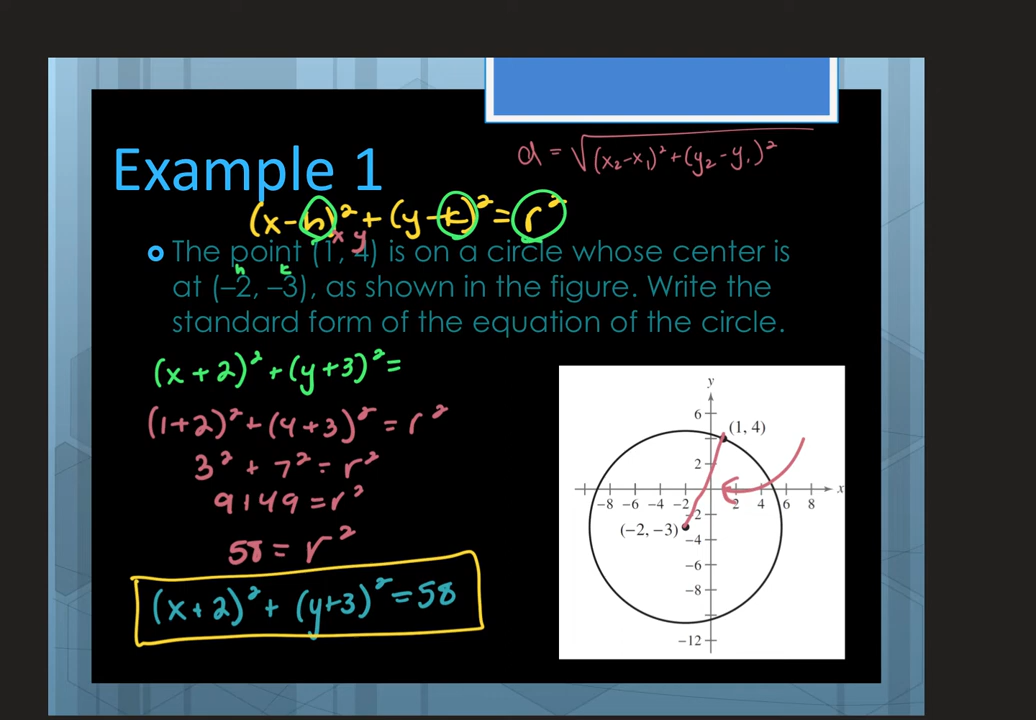 d = √(x₂-x₁)² + (y₂-y₁)²
Example 1
(x-h)² + (y-k)² = r²
x y
The point (1, 4) is on a circle whose center is
h k
at (–2, –3), as shown in the figure. Write the
standard form of the equation of the circle.
(x+2)² + (y+3)² =
(1+2)² + (4+3)² = r²
3² + 7² = r²
9+49 = r²
58 = r²
(x+2)² + (y+3)² = 58
y
6
(1, 4)
2
−8 −6 −4 −2 2 4 6 8 x
−2
(−2, −3)
−4
−6
−8
−12